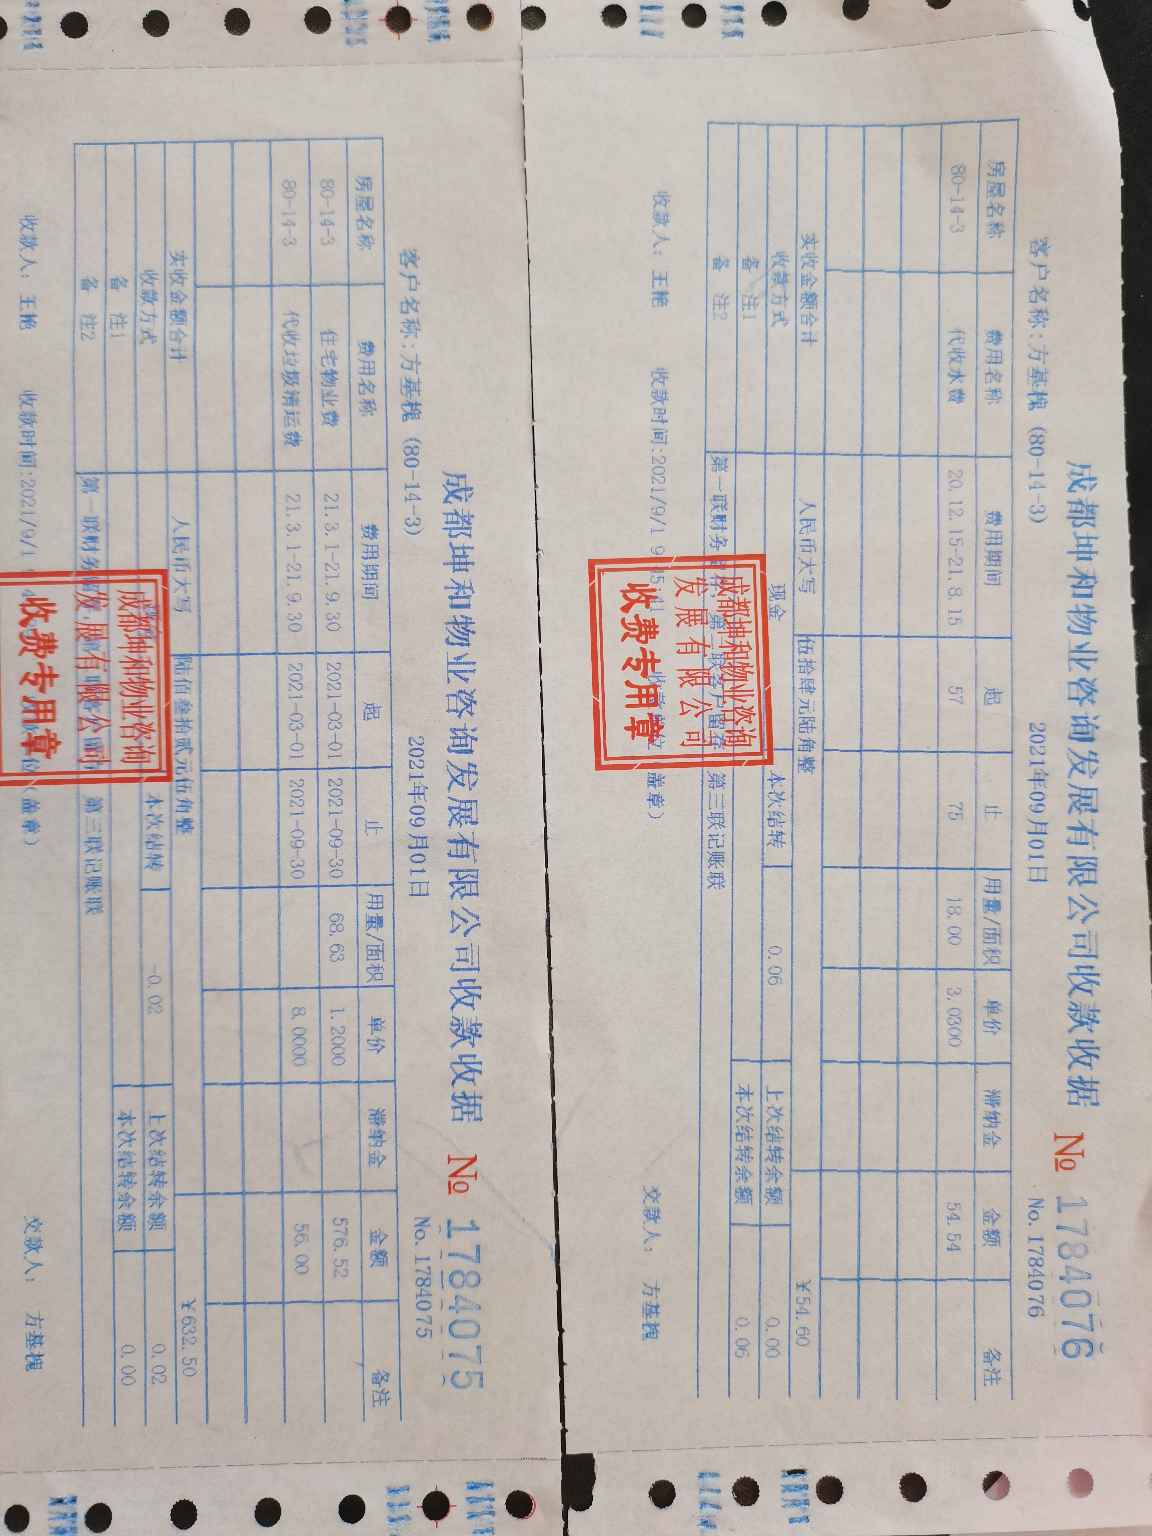 成都坤和物业咨询发展有限公司收款收据 № 1784076
客户名称:方基槐 (80-14-3) 2021年09月01日 No.1784076
房屋名称 费用名称 费用期间 起 止 用量/面积 单价 滞纳金 金额 备注
80-14-3 代收水费 20.12.15-21.8.15 57 75 18.00 3.0300 54.54
实收金额合计 人民币大写 伍拾肆元陆角整 ¥54.60
收款方式 现金 本次结转 0.06 上次结转余额 0.00
备 注1 本次结转余额 0.06
备 注2 第一联财务 第二联客户留存 第三联记账联
收款人: 王艳 收款时间:2021/9/1 (盖章) 交款人: 方基槐
成都坤和物业咨询
发展有限公司
收费专用章
成都坤和物业咨询发展有限公司收款收据 № 1784075
客户名称:方基槐 (80-14-3) 2021年09月01日 No.1784075
房屋名称 费用名称 费用期间 起 止 用量/面积 单价 滞纳金 金额 备注
80-14-3 住宅物业费 21.3.1-21.9.30 2021-03-01 2021-09-30 68.63 1.2000 576.52
80-14-3 代收垃圾清运费 21.3.1-21.9.30 2021-03-01 2021-09-30 8.0000 56.00
实收金额合计 人民币大写 陆佰叁拾贰元伍角整 ¥632.50
收款方式 本次结转 -0.02 上次结转余额 0.02
备 注1 本次结转余额 0.00
备 注2 第一联财务 第三联记账联
收款人: 王艳 收款时间:2021/9/1 (盖章) 交款人: 方基槐
成都坤和物业咨询
发展有限公司
收费专用章